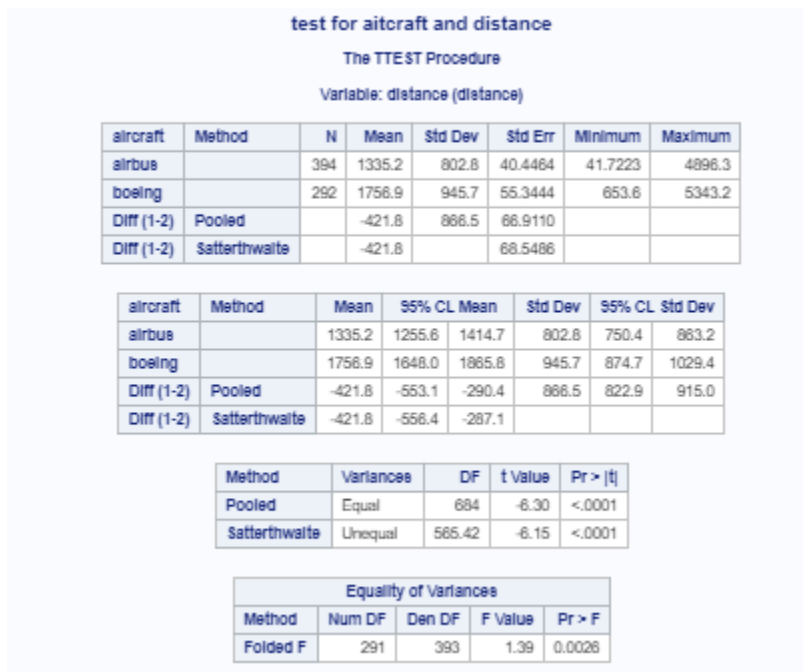 test for aitcraft and distance
The TTEST Procedure
Variable: distance (distance)
aircraft Method N Mean Std Dev Std Err Minimum Maximum
airbus 394 1335.2 802.8 40.4464 41.7223 4896.3
boeing 292 1756.9 945.7 55.3444 653.6 5343.2
Diff (1-2) Pooled -421.8 866.5 66.9110
Diff (1-2) Satterthwaite -421.8 68.5486
aircraft Method Mean 95% CL Mean Std Dev 95% CL Std Dev
airbus 1335.2 1255.6 1414.7 802.8 750.4 863.2
boeing 1756.9 1648.0 1865.8 945.7 874.7 1029.4
Diff (1-2) Pooled -421.8 -553.1 -290.4 866.5 822.9 915.0
Diff (1-2) Satterthwaite -421.8 -556.4 -287.1
Method Variances DF t Value Pr > |t|
Pooled Equal 684 -6.30 <.0001
Satterthwaite Unequal 565.42 -6.15 <.0001
Equality of Variances
Method Num DF Den DF F Value Pr > F
Folded F 291 393 1.39 0.0026